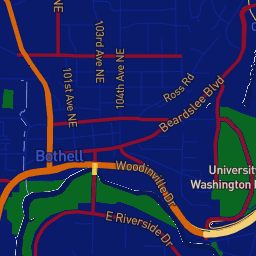 NE
103rd Ave NE
104th Ave NE
101st Ave NE
Ross Rd
Beardslee Blvd
Bothell
Woodinville Dr
University
Washington
E Riverside Dr